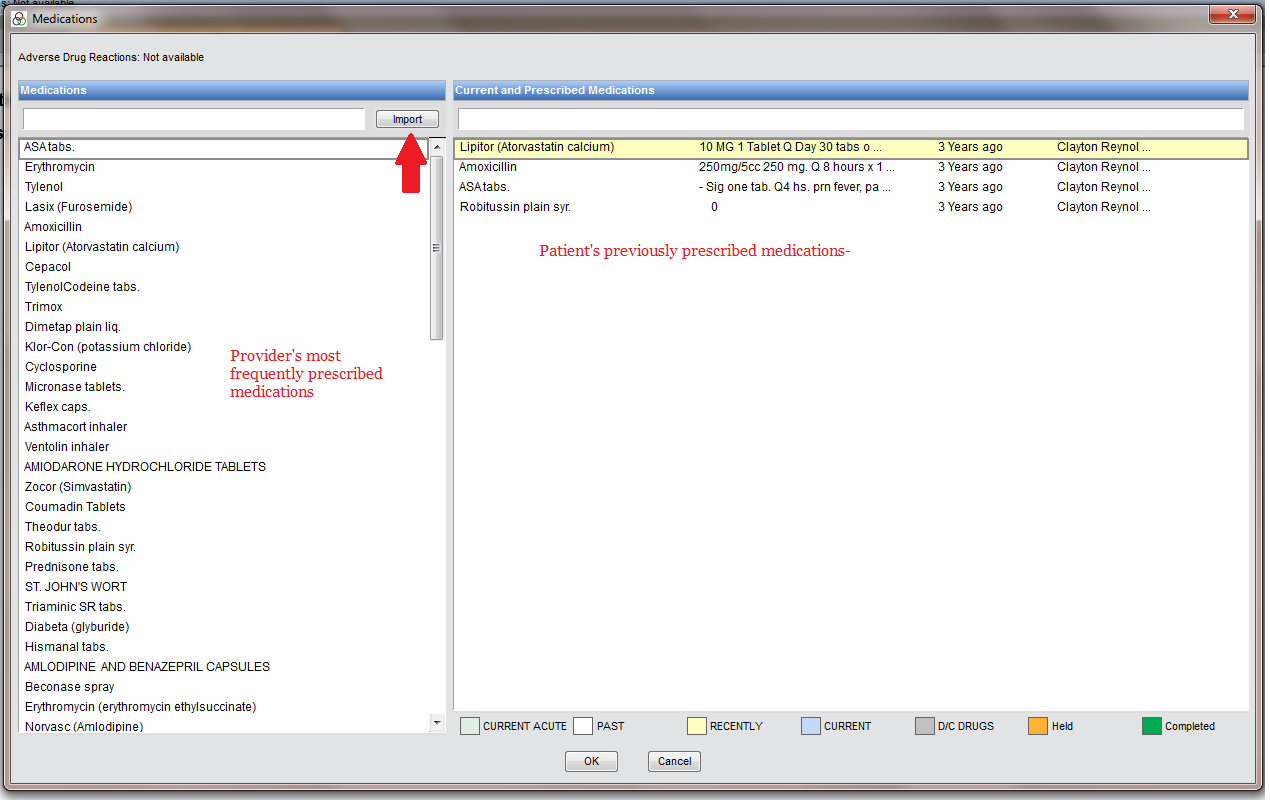 s: Not available
Medications
Adverse Drug Reactions: Not available
Medications
Import
ASA tabs.
Erythromycin
Tylenol
Lasix (Furosemide)
Amoxicillin
Lipitor (Atorvastatin calcium)
Cepacol
TylenolCodeine tabs.
Trimox
Dimetap plain liq.
Klor-Con (potassium chloride)
Cyclosporine
Micronase tablets.
Keflex caps.
Asthmacort inhaler
Ventolin inhaler
AMIODARONE HYDROCHLORIDE TABLETS
Zocor (Simvastatin)
Coumadin Tablets
Theodur tabs.
Robitussin plain syr.
Prednisone tabs.
ST. JOHN'S WORT
Triaminic SR tabs.
Diabeta (glyburide)
Hismanal tabs.
AMLODIPINE AND BENAZEPRIL CAPSULES
Beconase spray
Erythromycin (erythromycin ethylsuccinate)
Norvasc (Amlodipine)
Provider's most
frequently prescribed
medications
Current and Prescribed Medications
Lipitor (Atorvastatin calcium) 10 MG 1 Tablet Q Day 30 tabs o ... 3 Years ago Clayton Reynol ...
Amoxicillin 250mg/5cc 250 mg. Q 8 hours x 1 ... 3 Years ago Clayton Reynol ...
ASA tabs. - Sig one tab. Q4 hs. prn fever, pa ... 3 Years ago Clayton Reynol ...
Robitussin plain syr. 0 3 Years ago Clayton Reynol ...
Patient's previously prescribed medications-
CURRENT ACUTE PAST RECENTLY CURRENT D/C DRUGS Held Completed
OK Cancel